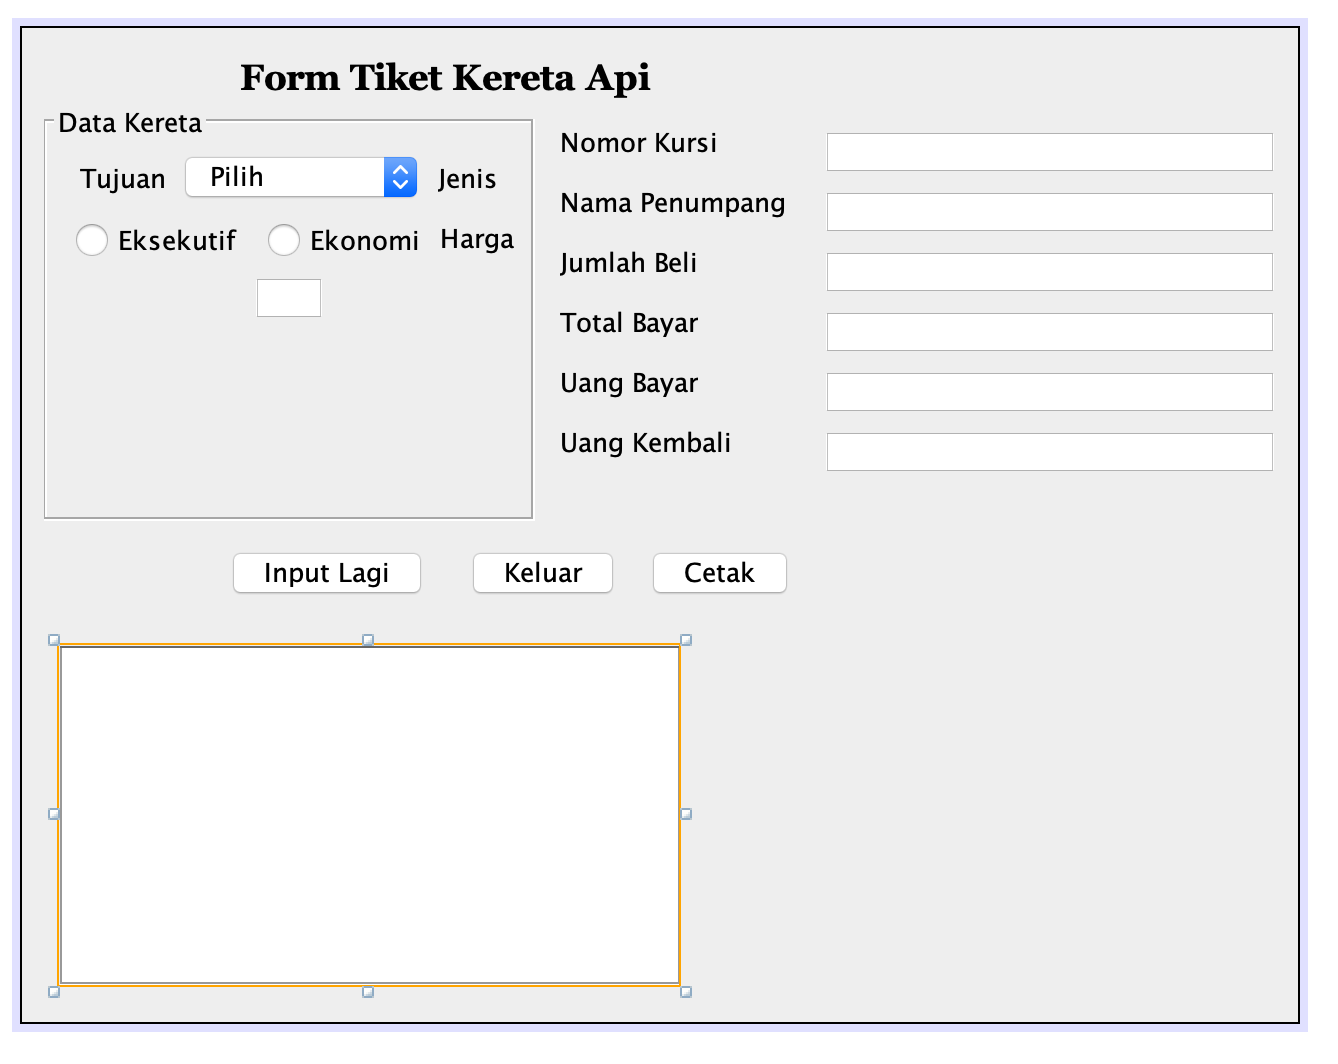 Form Tiket Kereta Api
Data Kereta
Tujuan Pilih Jenis
Eksekutif Ekonomi Harga
Nomor Kursi
Nama Penumpang
Jumlah Beli
Total Bayar
Uang Bayar
Uang Kembali
Input Lagi Keluar Cetak